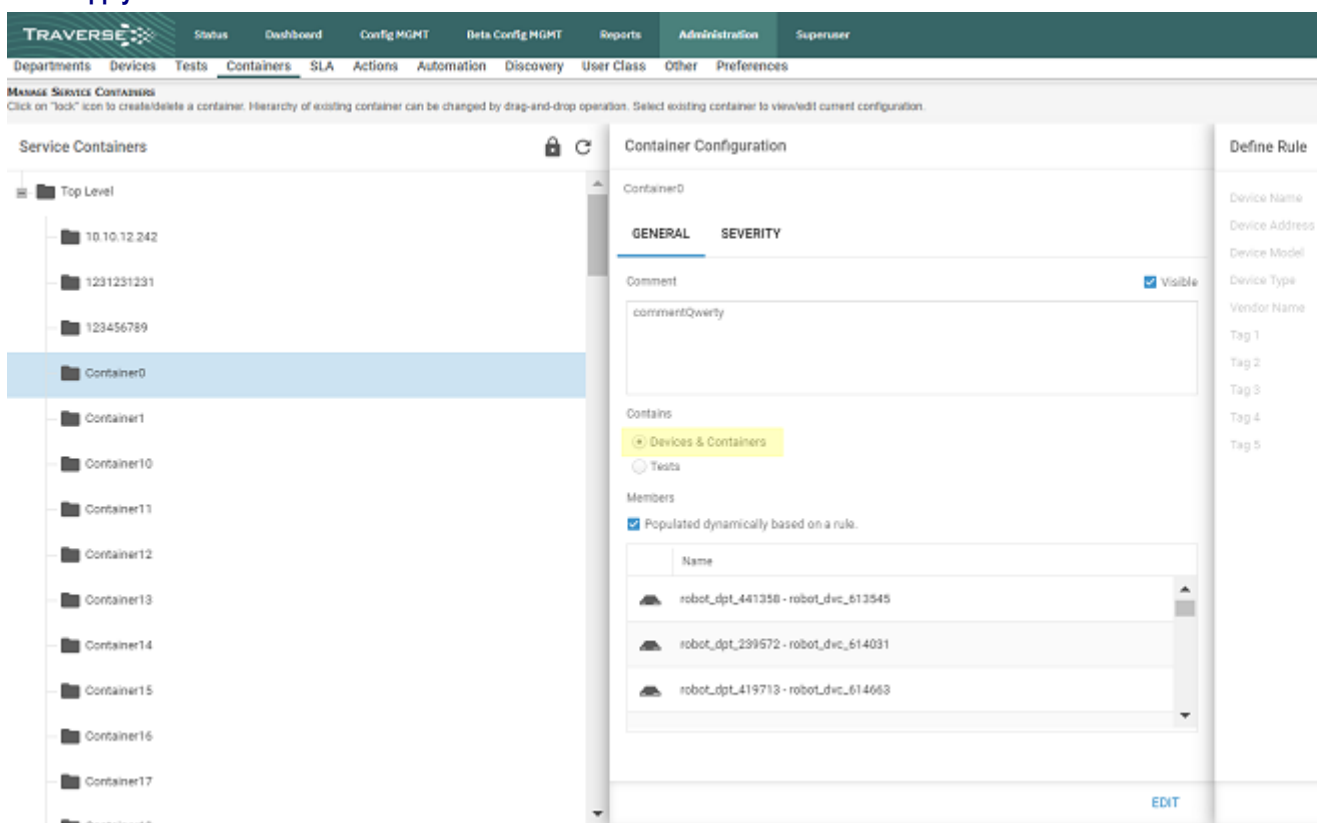 TRAVERSE Status Dashboard Config MGMT Beta Config MGMT Reports Administration Superuser
Departments Devices Tests Containers SLA Actions Automation Discovery User Class Other Preferences
MANAGE SERVICE CONTAINERS
Click on "lock" icon to create/delete a container. Hierarchy of existing container can be changed by drag-and-drop operation. Select existing container to view/edit current configuration.
Service Containers
Top Level
10.10.12.242
1231231231
123456789
Container0
Container1
Container10
Container11
Container12
Container13
Container14
Container15
Container16
Container17
Container Configuration
Container0
GENERAL SEVERITY
Comment Visible
commentQwerty
Contains
Devices & Containers
Tests
Members
Populated dynamically based on a rule.
Name
robot_dpt_441358 - robot_dvc_613545
robot_dpt_239572 - robot_dvc_614031
robot_dpt_419713 - robot_dvc_614663
EDIT
Define Rule
Device Name
Device Address
Device Model
Device Type
Vendor Name
Tag 1
Tag 2
Tag 3
Tag 4
Tag 5